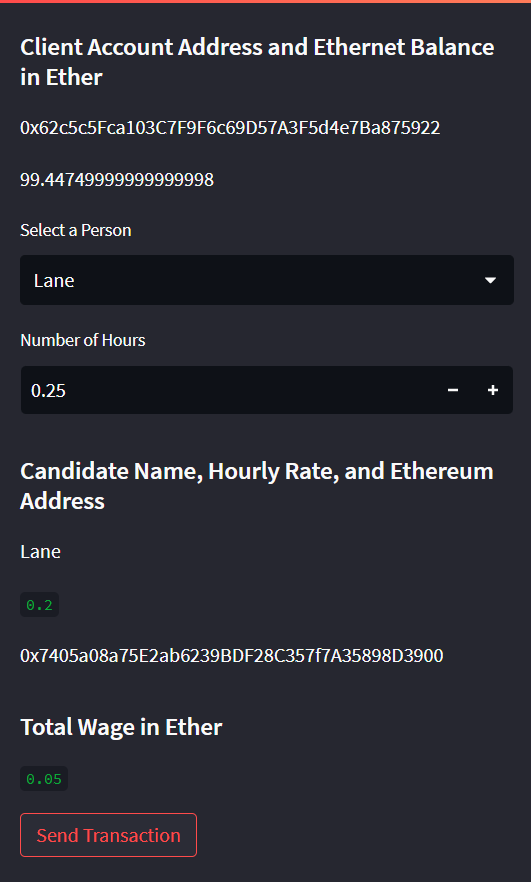 Client Account Address and Ethernet Balance
in Ether
0x62c5c5Fca103C7F9F6c69D57A3F5d4e7Ba875922
99.44749999999999998
Select a Person
Lane
Number of Hours
0.25
Candidate Name, Hourly Rate, and Ethereum
Address
Lane
0.2
0x7405a08a75E2ab6239BDF28C357f7A35898D3900
Total Wage in Ether
0.05
Send Transaction